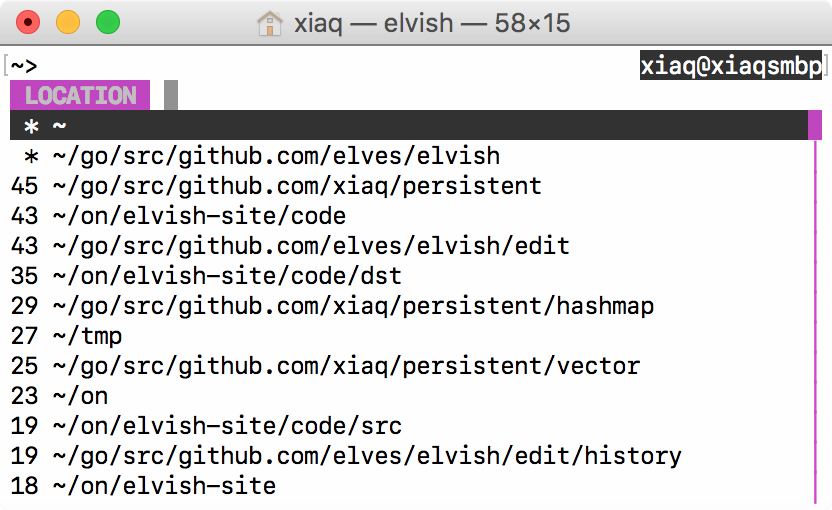 xiaq — elvish — 58×15
~> xiaq@xiaqsmbp
LOCATION
* ~
* ~/go/src/github.com/elves/elvish
45 ~/go/src/github.com/xiaq/persistent
43 ~/on/elvish-site/code
43 ~/go/src/github.com/elves/elvish/edit
35 ~/on/elvish-site/code/dst
29 ~/go/src/github.com/xiaq/persistent/hashmap
27 ~/tmp
25 ~/go/src/github.com/xiaq/persistent/vector
23 ~/on
19 ~/on/elvish-site/code/src
19 ~/go/src/github.com/elves/elvish/edit/history
18 ~/on/elvish-site